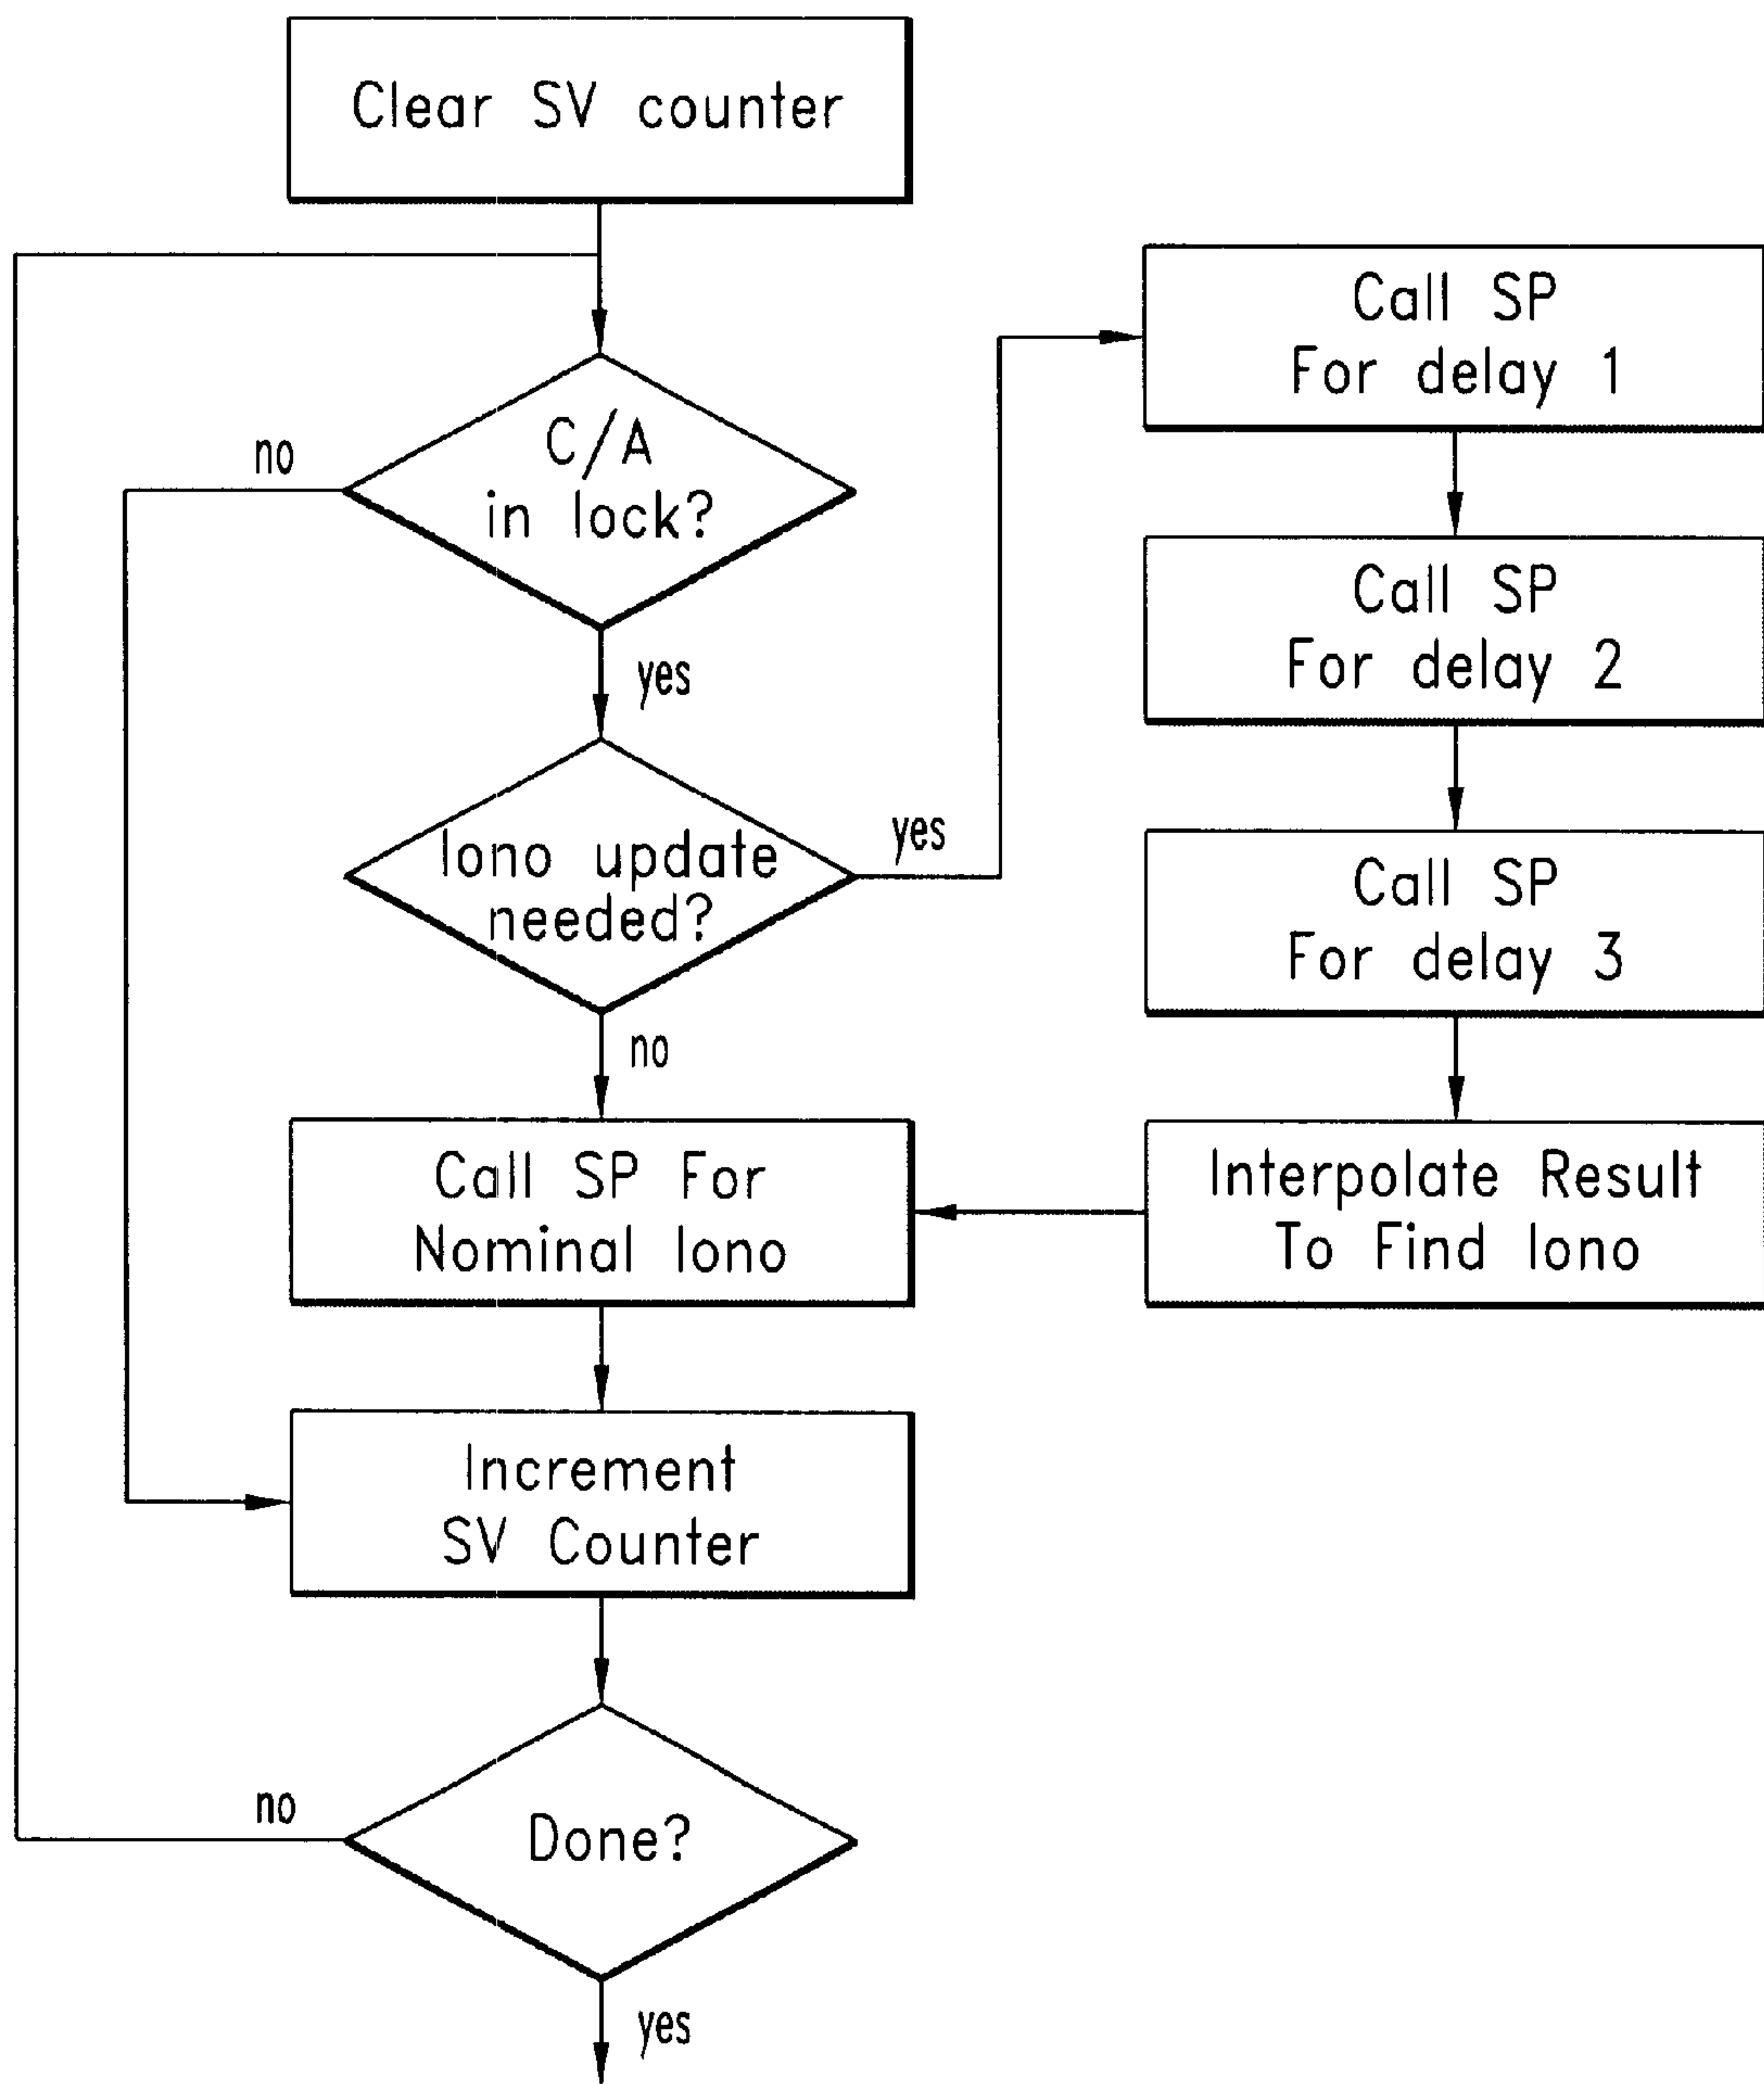 Clear SV counter
C/A
in lock?
no
yes
Iono update
needed?
yes
no
Call SP
For delay 1
Call SP
For delay 2
Call SP
For delay 3
Interpolate Result
To Find Iono
Call SP For
Nominal Iono
Increment
SV Counter
Done?
no
yes